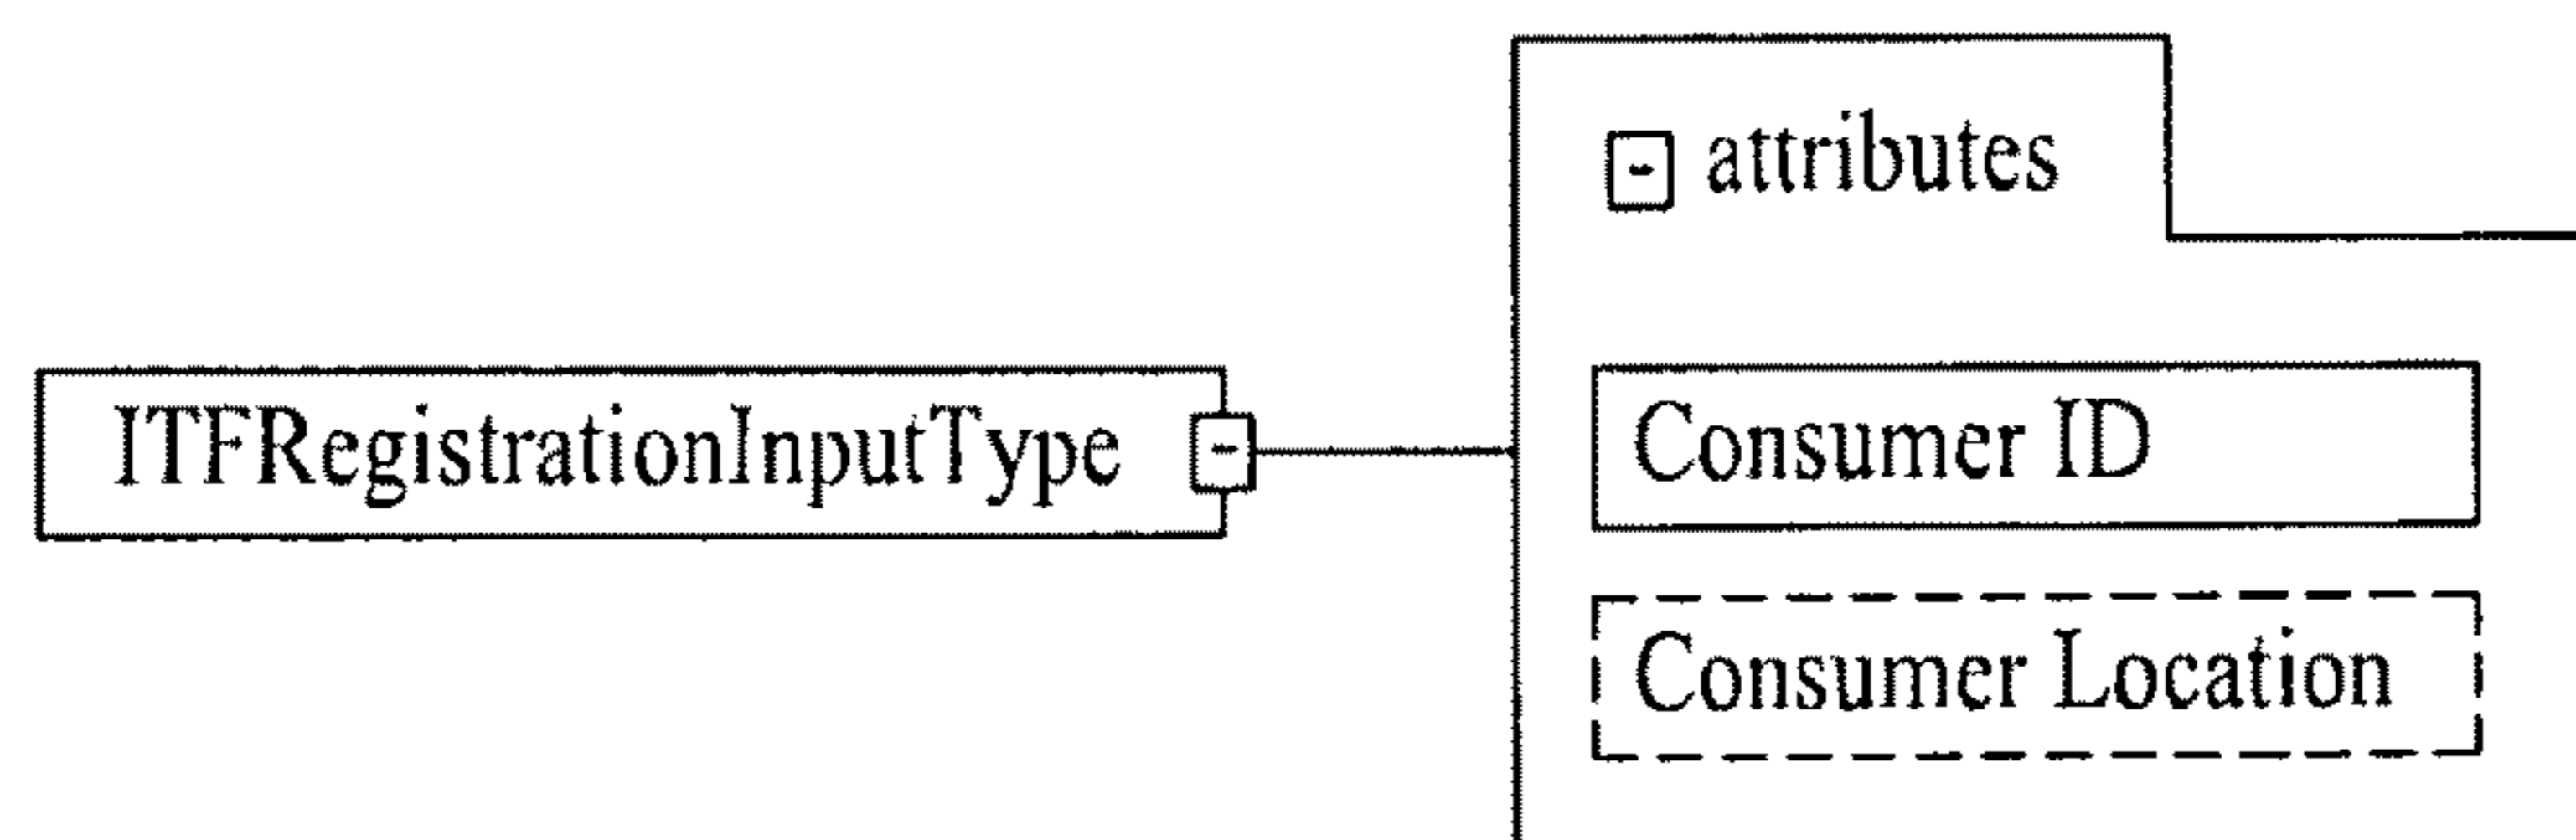 attributes
ITFRegistrationInputType
Consumer ID
Consumer Location